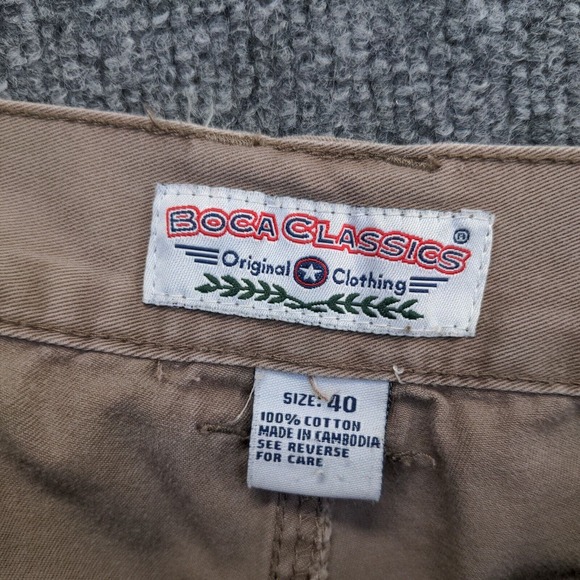 BOCA CLASSICS ®
Original Clothing
SIZE: 40
100% COTTON
MADE IN CAMBODIA
SEE REVERSE
FOR CARE